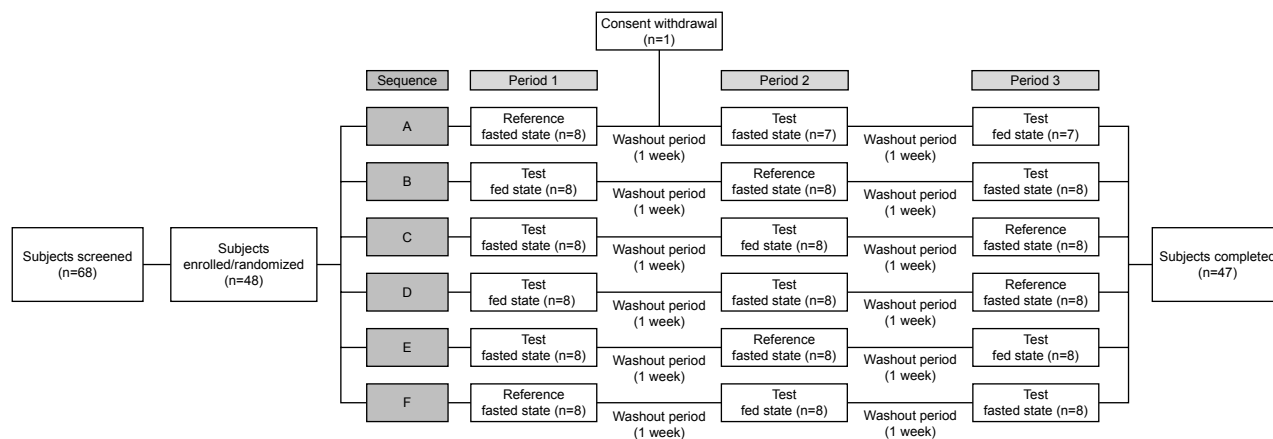 Consent withdrawal
(n=1)
Sequence
Period 1
Period 2
Period 3
A
Reference
fasted state (n=8)
Washout period
(1 week)
Test
fasted state (n=7)
Washout period
(1 week)
Test
fed state (n=7)
B
Test
fed state (n=8)
Washout period
(1 week)
Reference
fasted state (n=8)
Washout period
(1 week)
Test
fasted state (n=8)
Subjects screened
(n=68)
Subjects
enrolled/randomized
(n=48)
C
Test
fasted state (n=8)
Washout period
(1 week)
Test
fed state (n=8)
Washout period
(1 week)
Reference
fasted state (n=8)
Subjects completed
(n=47)
D
Test
fed state (n=8)
Washout period
(1 week)
Test
fasted state (n=8)
Washout period
(1 week)
Reference
fasted state (n=8)
E
Test
fasted state (n=8)
Washout period
(1 week)
Reference
fasted state (n=8)
Washout period
(1 week)
Test
fed state (n=8)
F
Reference
fasted state (n=8)
Washout period
(1 week)
Test
fed state (n=8)
Washout period
(1 week)
Test
fasted state (n=8)